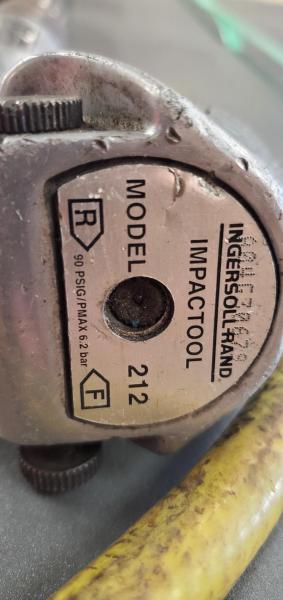 INGERSOLL-RAND
IMPACTOOL
MODEL 212
R
90 PSIG/PMAX 6.2 bar
F